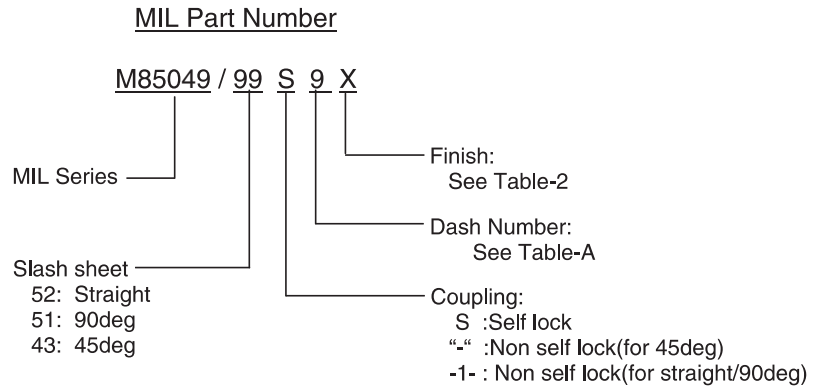 MIL Part Number
M85049 / 99 S 9 X
MIL Series
Finish:
See Table-2
Dash Number:
See Table-A
Slash sheet
52: Straight
51: 90deg
43: 45deg
Coupling:
S :Self lock
“-“ :Non self lock(for 45deg)
-1- : Non self lock(for straight/90deg)